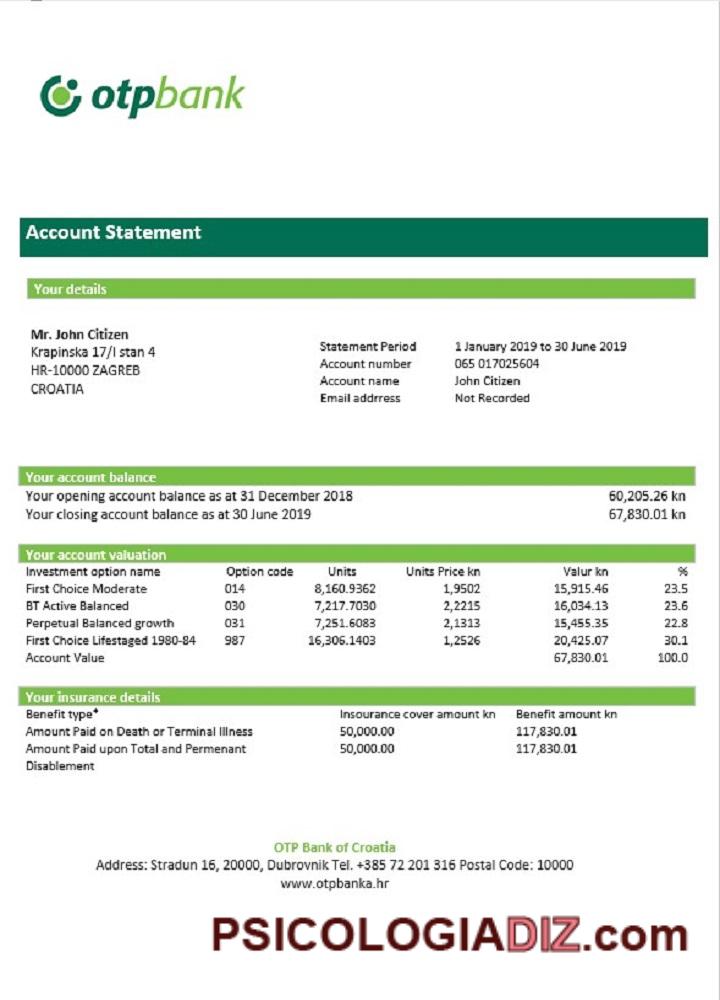 otpbank
Account Statement
Your details
Mr. John Citizen
Krapinska 17/I stan 4
HR-10000 ZAGREB
CROATIA
Statement Period 1 January 2019 to 30 June 2019
Account number 065 017025604
Account name John Citizen
Email addrress Not Recorded
Your account balance
Your opening account balance as at 31 December 2018 60,205.26 kn
Your closing account balance as at 30 June 2019 67,830.01 kn
Your account valuation
Investment option name Option code Units Units Price kn Valur kn %
First Choice Moderate 014 8,160.9362 1,9502 15,915.46 23.5
BT Active Balanced 030 7,217.7030 2,2215 16,034.13 23.6
Perpetual Balanced growth 031 7,251.6083 2,1313 15,455.35 22.8
First Choice Lifestaged 1980-84 987 16,306.1403 1,2526 20,425.07 30.1
Account Value 67,830.01 100.0
Your insurance details
Benefit type* Insourance cover amount kn Benefit amount kn
Amount Paid on Death or Terminal Illness 50,000.00 117,830.01
Amount Paid upon Total and Permenant 50,000.00 117,830.01
Disablement
OTP Bank of Croatia
Address: Stradun 16, 20000, Dubrovnik Tel. +385 72 201 316 Postal Code: 10000
www.otpbanka.hr
PSICOLOGIADIZ.com